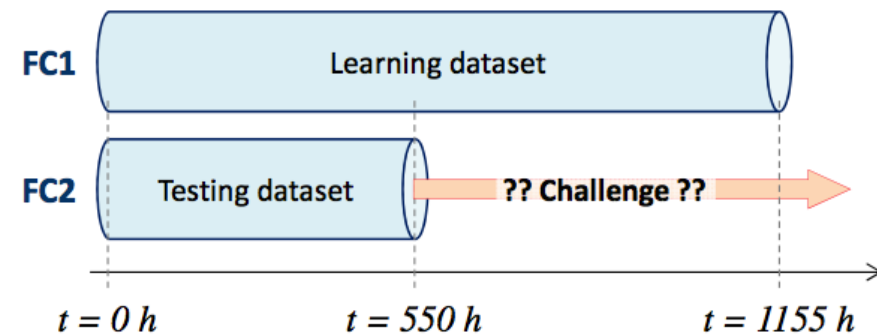 FC1
Learning dataset
FC2
Testing dataset
?? Challenge ??
t = 0 h
t = 550 h
t = 1155 h